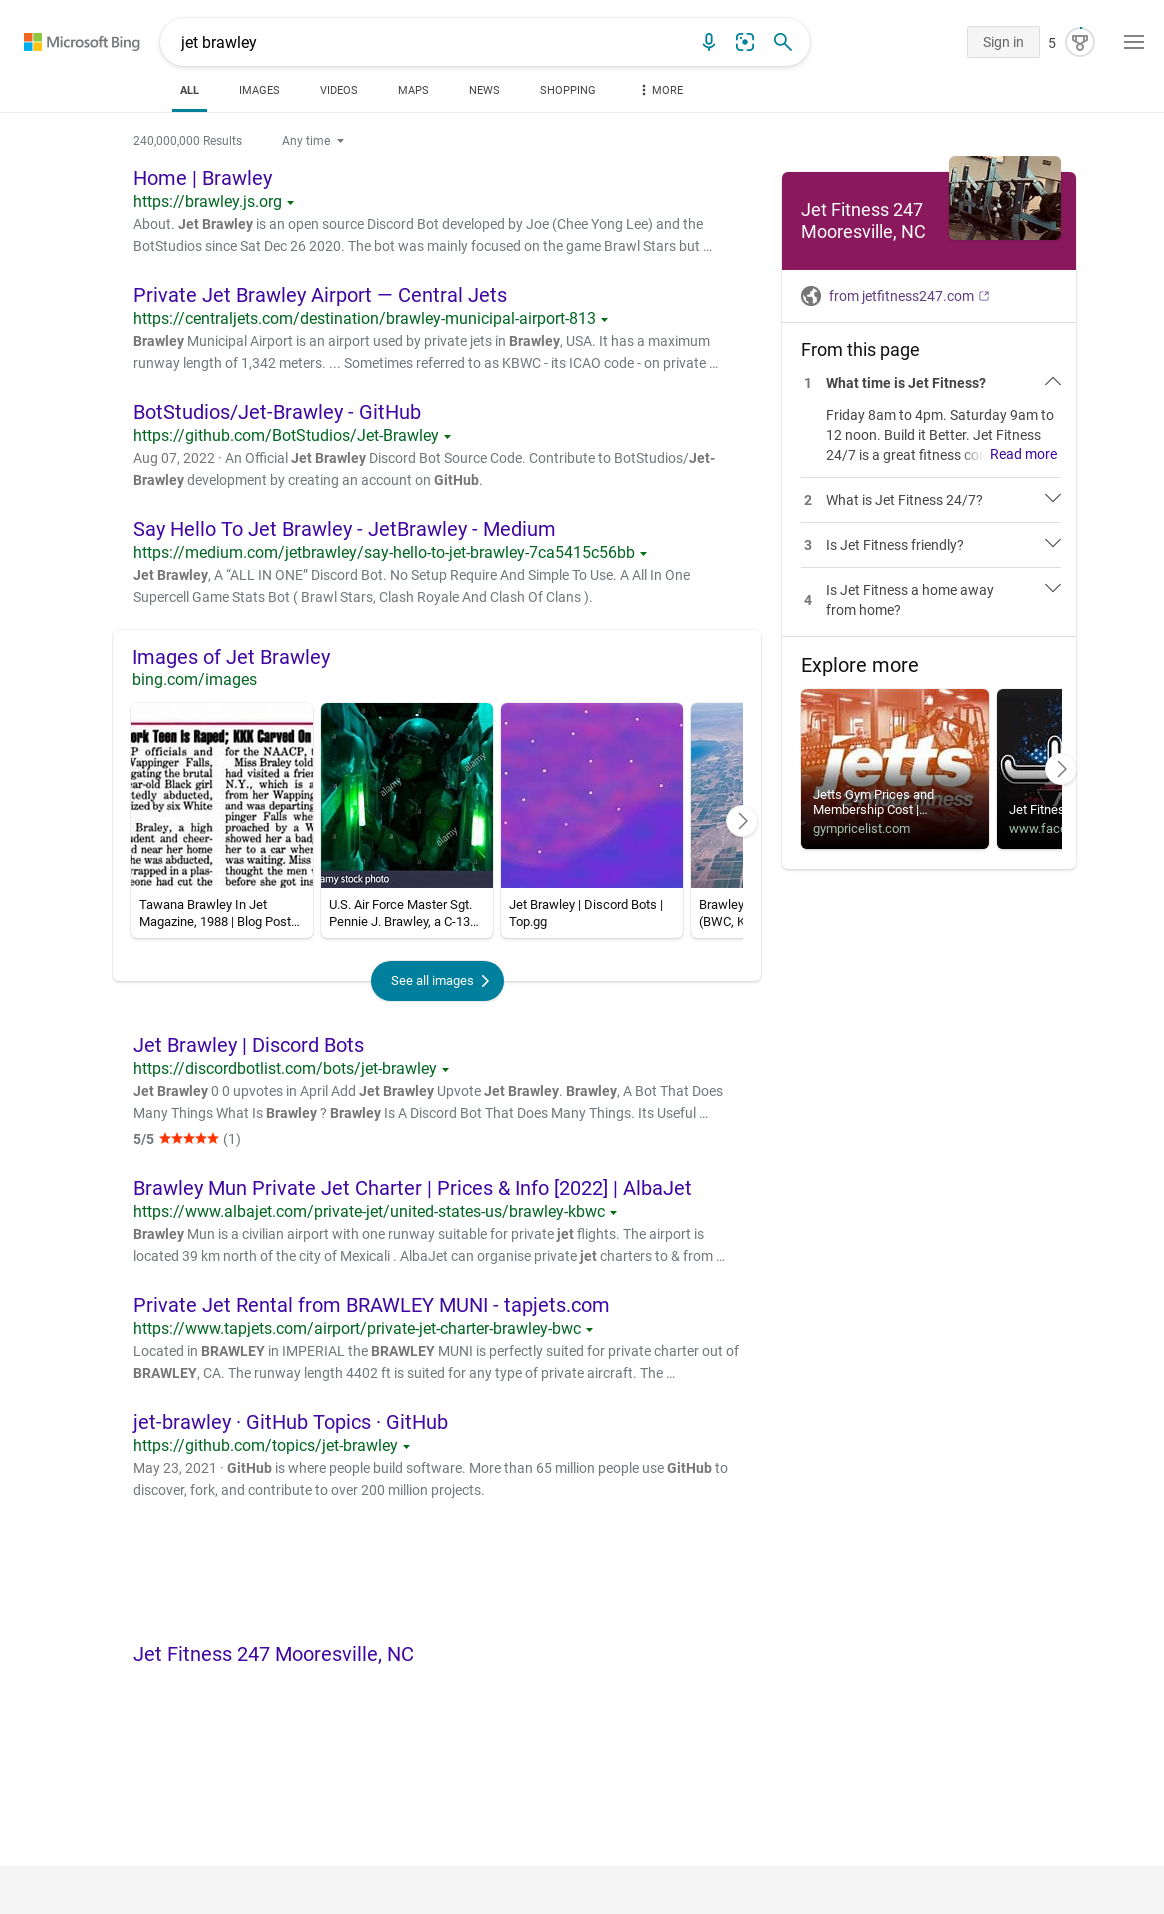 Microsoft Bing
jet brawley
Sign in
5
ALL
IMAGES
VIDEOS
MAPS
NEWS
SHOPPING
MORE
240,000,000 Results
Any time
Home | Brawley
https://brawley.js.org
About. Jet Brawley is an open source Discord Bot developed by Joe (Chee Yong Lee) and the
BotStudios since Sat Dec 26 2020. The bot was mainly focused on the game Brawl Stars but ...
Private Jet Brawley Airport — Central Jets
https://centraljets.com/destination/brawley-municipal-airport-813
Brawley Municipal Airport is an airport used by private jets in Brawley, USA. It has a maximum
runway length of 1,342 meters. ... Sometimes referred to as KBWC - its ICAO code - on private ...
BotStudios/Jet-Brawley - GitHub
https://github.com/BotStudios/Jet-Brawley
Aug 07, 2022 · An Official Jet Brawley Discord Bot Source Code. Contribute to BotStudios/Jet-
Brawley development by creating an account on GitHub.
Say Hello To Jet Brawley - JetBrawley - Medium
https://medium.com/jetbrawley/say-hello-to-jet-brawley-7ca5415c56bb
Jet Brawley, A “ALL IN ONE” Discord Bot. No Setup Require And Simple To Use. A All In One
Supercell Game Stats Bot ( Brawl Stars, Clash Royale And Clash Of Clans ).
Images of Jet Brawley
bing.com/images
ork Teen Is Raped; KKK Carved On
P officials and
Wappinger Falls,
gating the brutal
-old Black girl
tedly abducted,
ized by six White
Braley, a high
dent and cheer-
d near her home
he was abducted,
rapped in a plas-
eone had cut the
for the NAACP, t
Miss Braley told
had visited a frien
N.Y., which is a
from her Wapping
and was departing
pinger Falls when
proached by a W
showed her a bad
her to a car wher
was waiting. Miss
thought the men w
before she got ins
Tawana Brawley In Jet
Magazine, 1988 | Blog Post...
alamy
alamy
alamy
amy stock photo
U.S. Air Force Master Sgt.
Pennie J. Brawley, a C-13...
Jet Brawley | Discord Bots |
Top.gg
Brawley
(BWC, K
See all images
Jet Brawley | Discord Bots
https://discordbotlist.com/bots/jet-brawley
Jet Brawley 0 0 upvotes in April Add Jet Brawley Upvote Jet Brawley. Brawley, A Bot That Does
Many Things What Is Brawley ? Brawley Is A Discord Bot That Does Many Things. Its Useful ...
5/5 ★★★★★ (1)
Brawley Mun Private Jet Charter | Prices & Info [2022] | AlbaJet
https://www.albajet.com/private-jet/united-states-us/brawley-kbwc
Brawley Mun is a civilian airport with one runway suitable for private jet flights. The airport is
located 39 km north of the city of Mexicali . AlbaJet can organise private jet charters to & from ...
Private Jet Rental from BRAWLEY MUNI - tapjets.com
https://www.tapjets.com/airport/private-jet-charter-brawley-bwc
Located in BRAWLEY in IMPERIAL the BRAWLEY MUNI is perfectly suited for private charter out of
BRAWLEY, CA. The runway length 4402 ft is suited for any type of private aircraft. The ...
jet-brawley · GitHub Topics · GitHub
https://github.com/topics/jet-brawley
May 23, 2021 · GitHub is where people build software. More than 65 million people use GitHub to
discover, fork, and contribute to over 200 million projects.
Jet Fitness 247 Mooresville, NC
Jet Fitness 247
Mooresville, NC
from jetfitness247.com
From this page
1 What time is Jet Fitness?
Friday 8am to 4pm. Saturday 9am to
12 noon. Build it Better. Jet Fitness
24/7 is a great fitness co Read more
2 What is Jet Fitness 24/7?
3 Is Jet Fitness friendly?
4 Is Jet Fitness a home away
from home?
Explore more
jetts
fitness
Jetts Gym Prices and
Membership Cost |...
gympricelist.com
Jet Fitnes
www.face